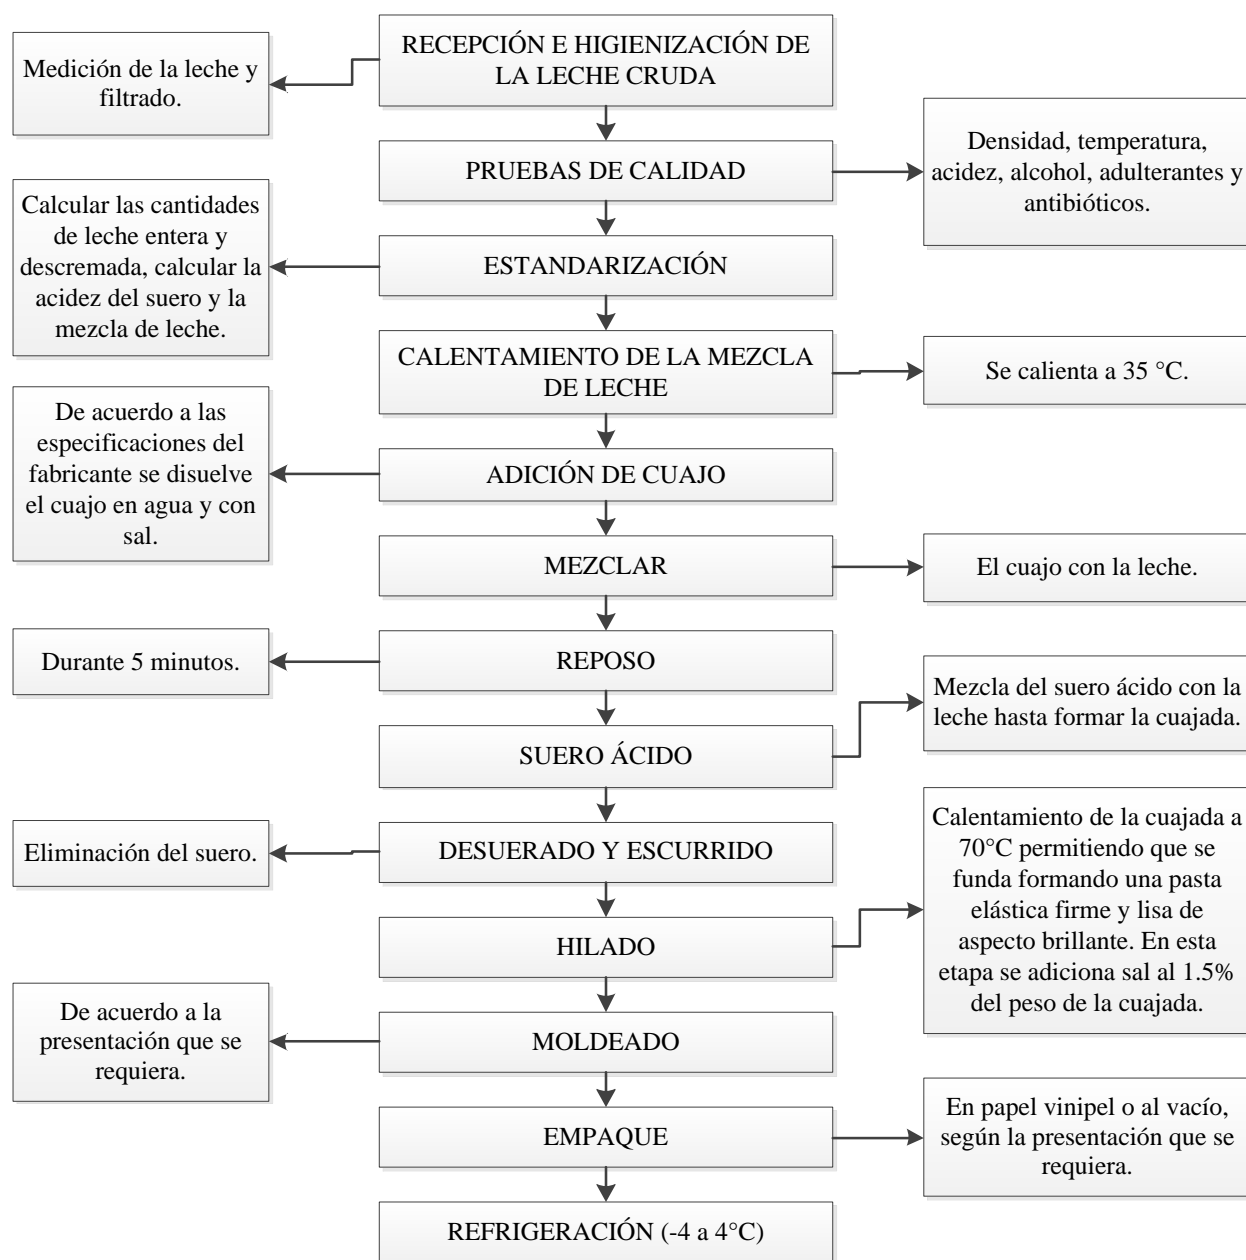 RECEPCIÓN E HIGIENIZACIÓN DE
LA LECHE CRUDA
Medición de la leche y
filtrado.
PRUEBAS DE CALIDAD
Densidad, temperatura,
acidez, alcohol, adulterantes y
antibióticos.
ESTANDARIZACIÓN
Calcular las cantidades
de leche entera y
descremada, calcular la
acidez del suero y la
mezcla de leche.
CALENTAMIENTO DE LA MEZCLA
DE LECHE
Se calienta a 35 °C.
ADICIÓN DE CUAJO
De acuerdo a las
especificaciones del
fabricante se disuelve
el cuajo en agua y con
sal.
MEZCLAR
El cuajo con la leche.
REPOSO
Durante 5 minutos.
SUERO ÁCIDO
Mezcla del suero ácido con la
leche hasta formar la cuajada.
DESUERADO Y ESCURRIDO
Eliminación del suero.
HILADO
Calentamiento de la cuajada a
70°C permitiendo que se
funda formando una pasta
elástica firme y lisa de
aspecto brillante. En esta
etapa se adiciona sal al 1.5%
del peso de la cuajada.
MOLDEADO
De acuerdo a la
presentación que se
requiera.
EMPAQUE
En papel vinipel o al vacío,
según la presentación que se
requiera.
REFRIGERACIÓN (-4 a 4°C)